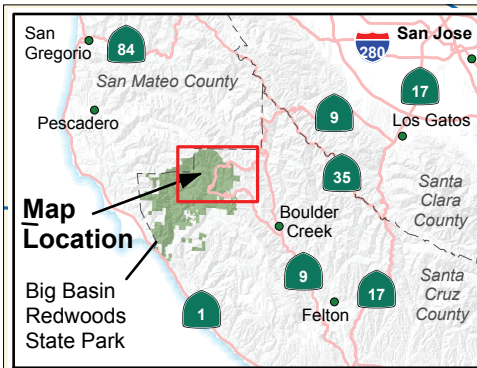 San
Gregorio
84
San Mateo County
280
San Jose
17
Pescadero
9
Los Gatos
35
Santa
Clara
County
Map
Location
Boulder
Creek
Big Basin
Redwoods
State Park
1
9
Felton
17
Santa
Cruz
County